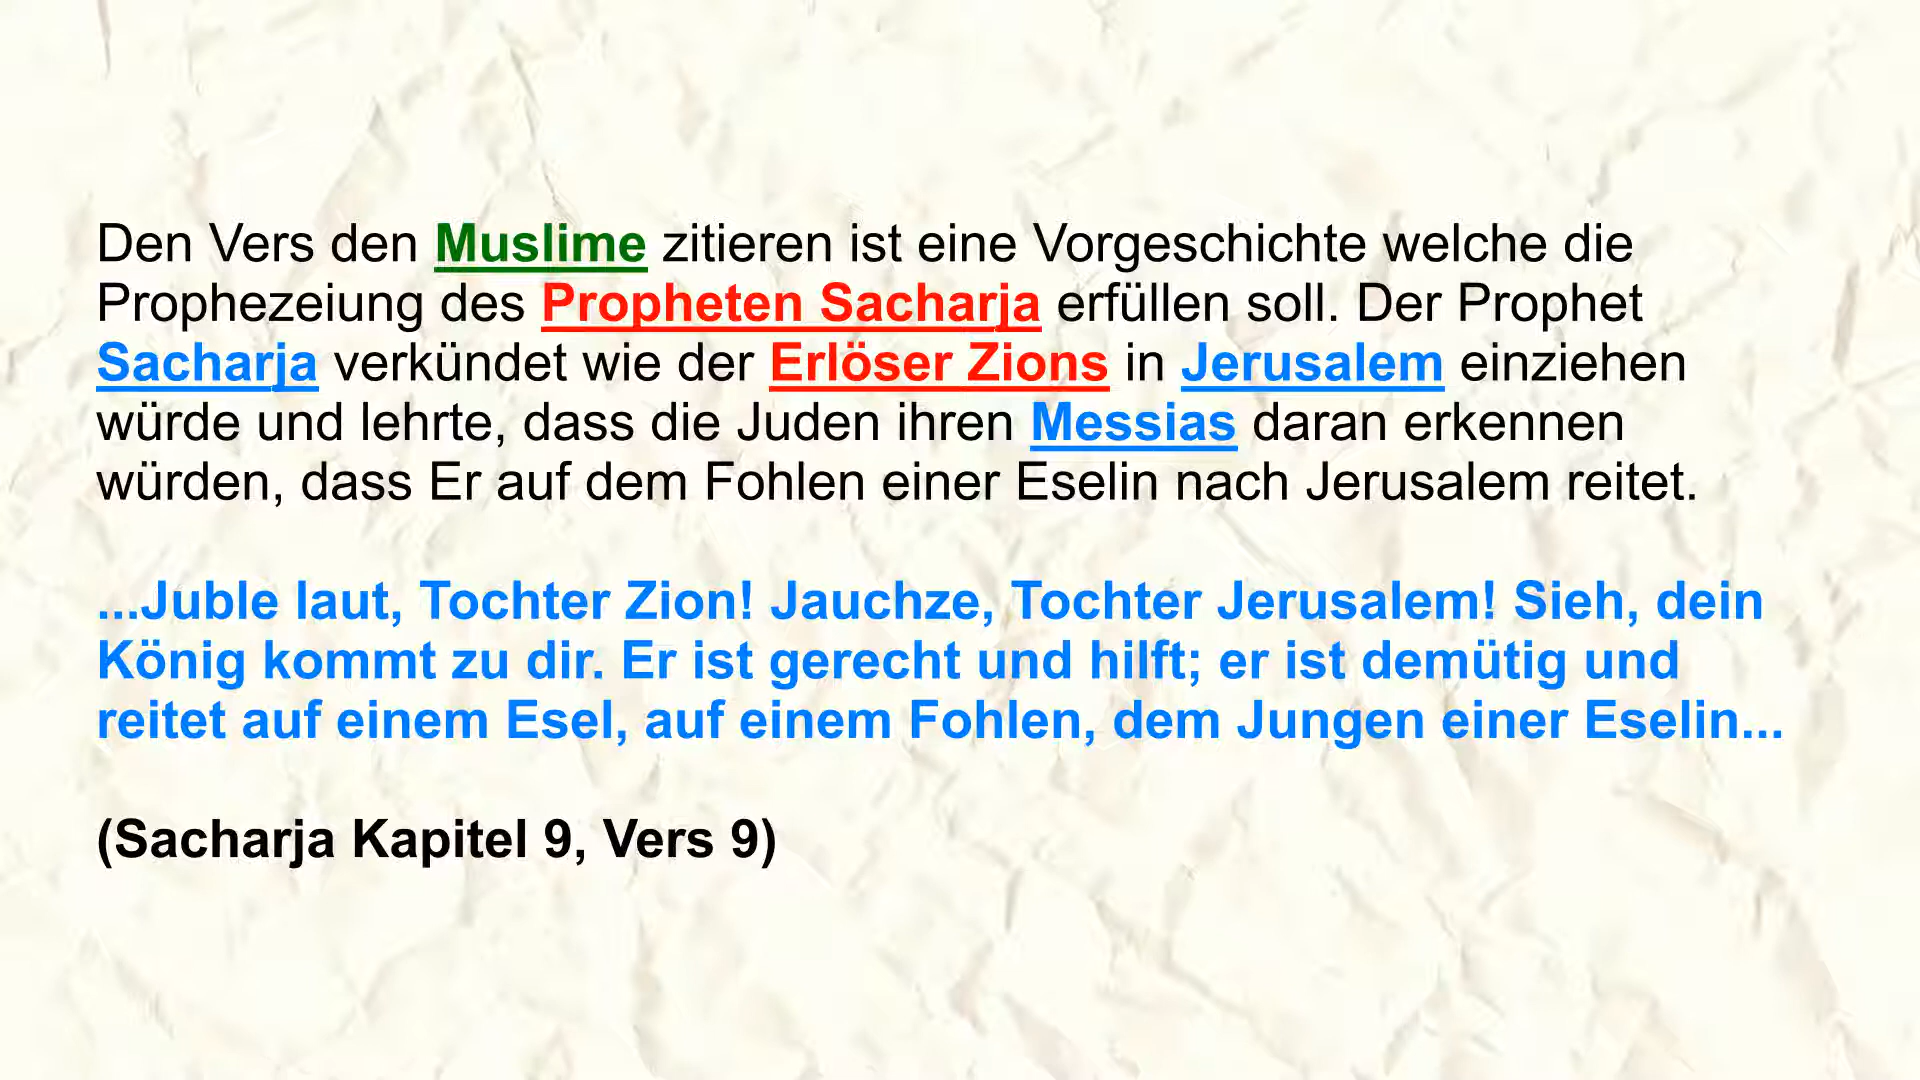 Den Vers den Muslime zitieren ist eine Vorgeschichte welche die
Prophezeiung des Propheten Sacharja erfüllen soll. Der Prophet
Sacharja verkündet wie der Erlöser Zions in Jerusalem einziehen
würde und lehrte, dass die Juden ihren Messias daran erkennen
würden, dass Er auf dem Fohlen einer Eselin nach Jerusalem reitet.
...Juble laut, Tochter Zion! Jauchze, Tochter Jerusalem! Sieh, dein
König kommt zu dir. Er ist gerecht und hilft; er ist demütig und
reitet auf einem Esel, auf einem Fohlen, dem Jungen einer Eselin...
(Sacharja Kapitel 9, Vers 9)